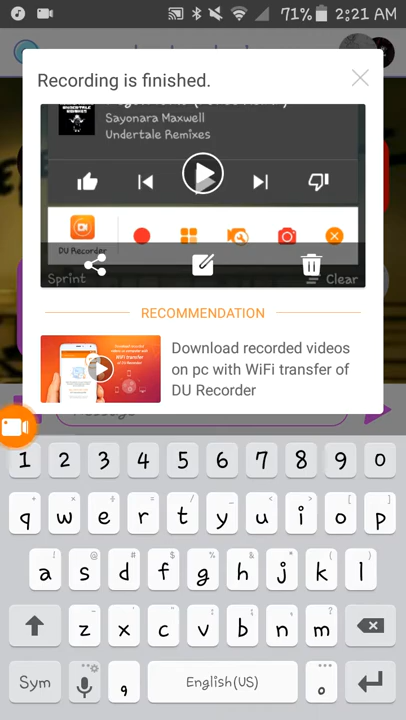 71% 2:21 AM
Recording is finished.
Sayonara Maxwell
Undertale Remixes
DU Recorder
Sprint
Clear
RECOMMENDATION
Download recorded videos
on pc with WiFi transfer of
DU Recorder
1 2 3 4 5 6 7 8 9 0
q w e r t y u i o p
a s d f g h j k l
z x c v b n m
Sym , English(US) .